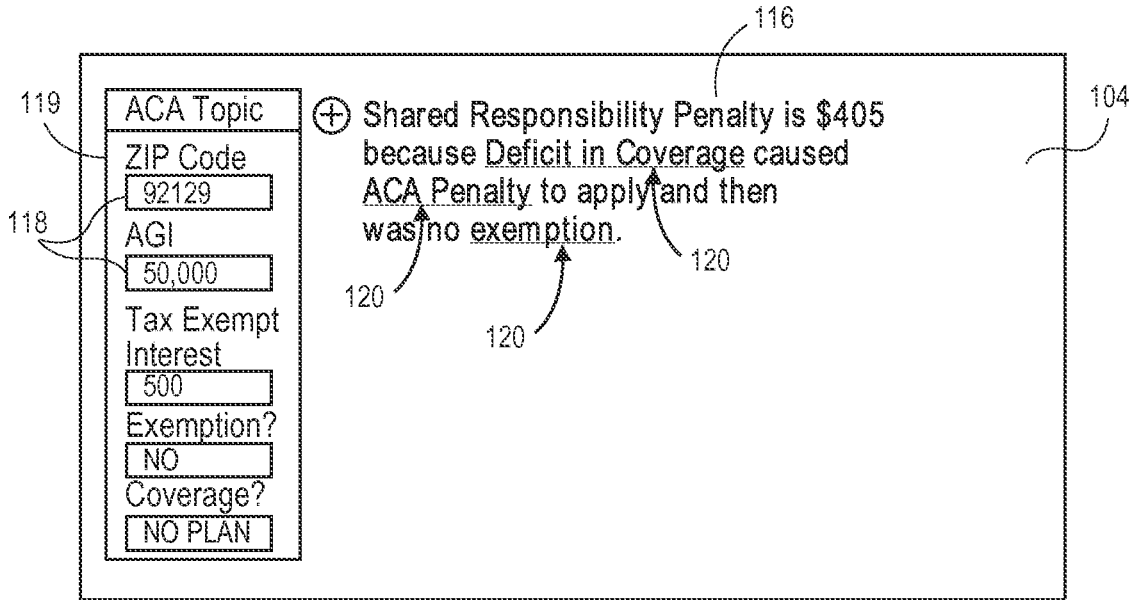 116
119
104
ACA Topic
Shared Responsibility Penalty is $405
because Deficit in Coverage caused
ACA Penalty to apply and then
was no exemption.
ZIP Code
92129
118
AGI
50,000
120
120
120
Tax Exempt
Interest
500
Exemption?
NO
Coverage?
NO PLAN